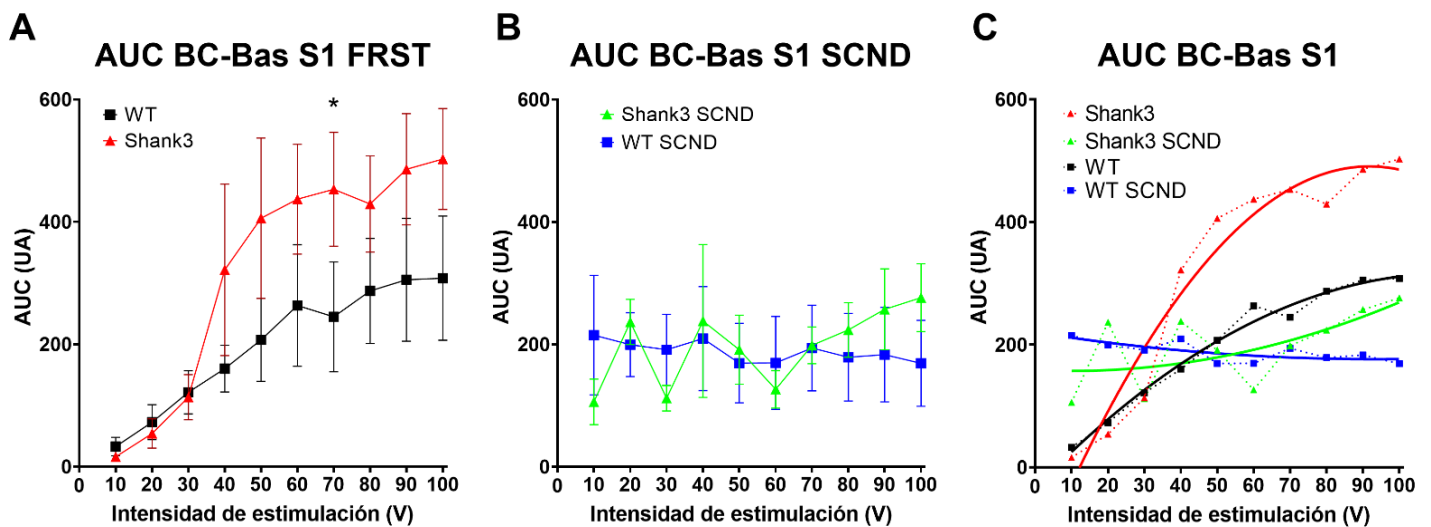 A
AUC BC-Bas S1 FRST
600
400
200
0
AUC (UA)
WT
Shank3
*
0 10 20 30 40 50 60 70 80 90 100
Intensidad de estimulación (V)
B
AUC BC-Bas S1 SCND
600
400
200
0
AUC (UA)
Shank3 SCND
WT SCND
0 10 20 30 40 50 60 70 80 90 100
Intensidad de estimulación (V)
C
AUC BC-Bas S1
600
400
200
0
AUC (UA)
Shank3
Shank3 SCND
WT
WT SCND
0 10 20 30 40 50 60 70 80 90 100
Intensidad de estimulación (V)